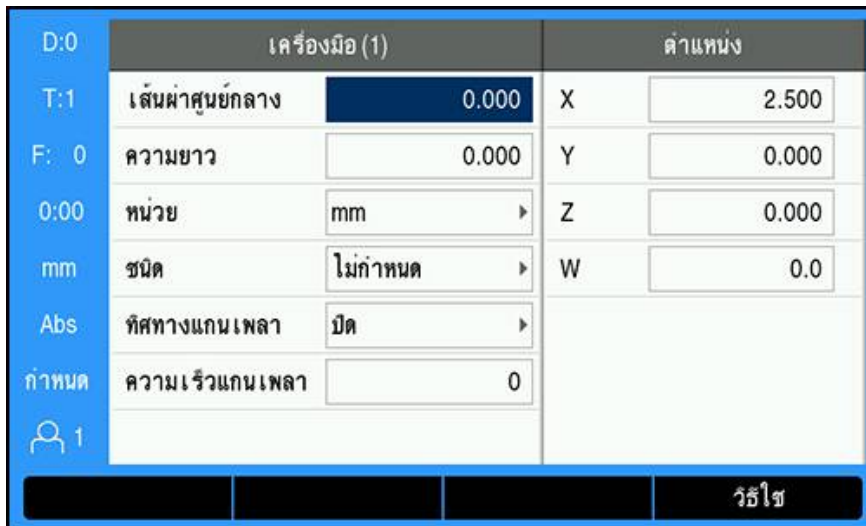 D:0
T:1
F: 0
0:00
mm
Abs
กำหนด
1
เครื่องมือ (1)
ตำแหน่ง
เส้นผ่าศูนย์กลาง 0.000 X 2.500
ความยาว 0.000 Y 0.000
หน่วย mm Z 0.000
ชนิด ไม่กำหนด W 0.0
ทิศทางแกนเพลา ปิด
ความเร็วแกนเพลา 0
วิธีใช้